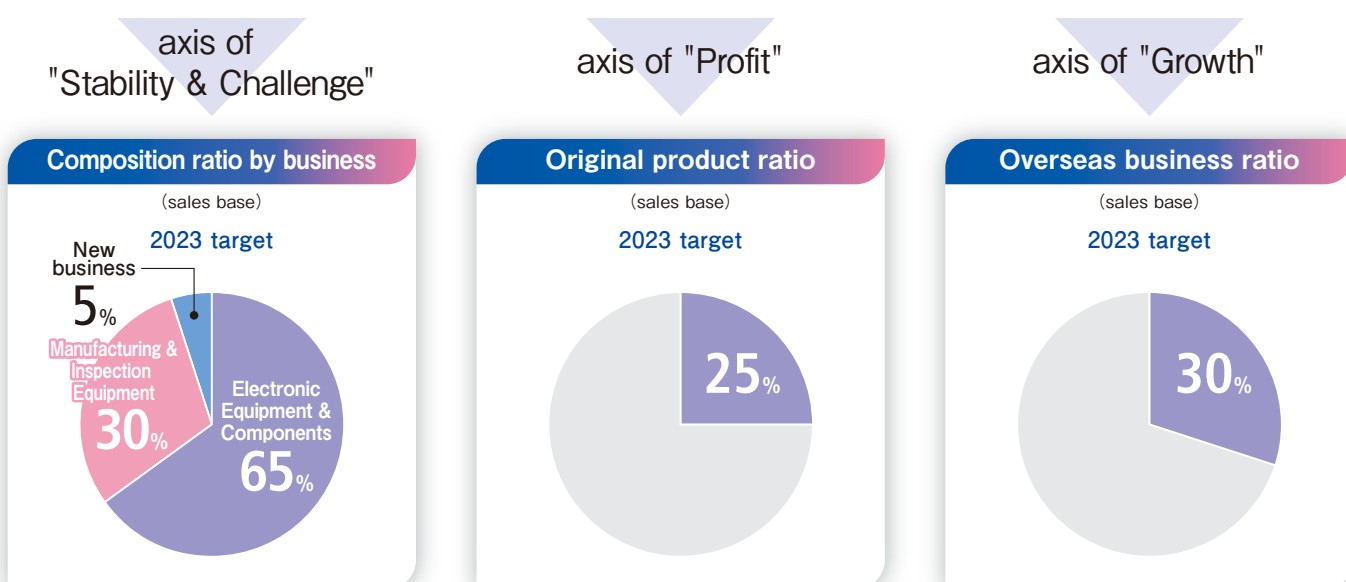 axis of
"Stability & Challenge"
Composition ratio by business
(sales base)
2023 target
New
business
5%
Manufacturing &
Inspection
Equipment
30%
Electronic
Equipment &
Components
65%
axis of "Profit"
Original product ratio
(sales base)
2023 target
25%
axis of "Growth"
Overseas business ratio
(sales base)
2023 target
30%